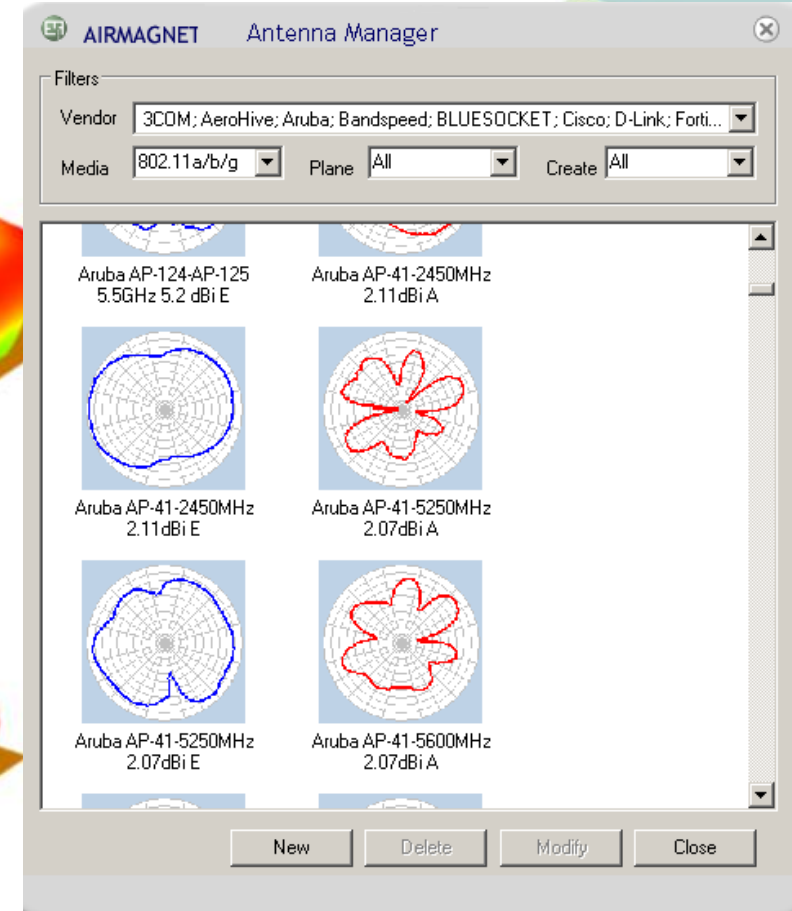 AIRMAGNET Antenna Manager
Filters
Vendor 3COM; AeroHive; Aruba; Bandspeed; BLUESOCKET; Cisco; D-Link; Forti...
Media 802.11a/b/g Plane All Create All
Aruba AP-124-AP-125 Aruba AP-41-2450MHz
5.5GHz 5.2 dBi E 2.11dBi A
Aruba AP-41-2450MHz Aruba AP-41-5250MHz
2.11dBi E 2.07dBi A
Aruba AP-41-5250MHz Aruba AP-41-5600MHz
2.07dBi E 2.07dBi A
New Delete Modify Close